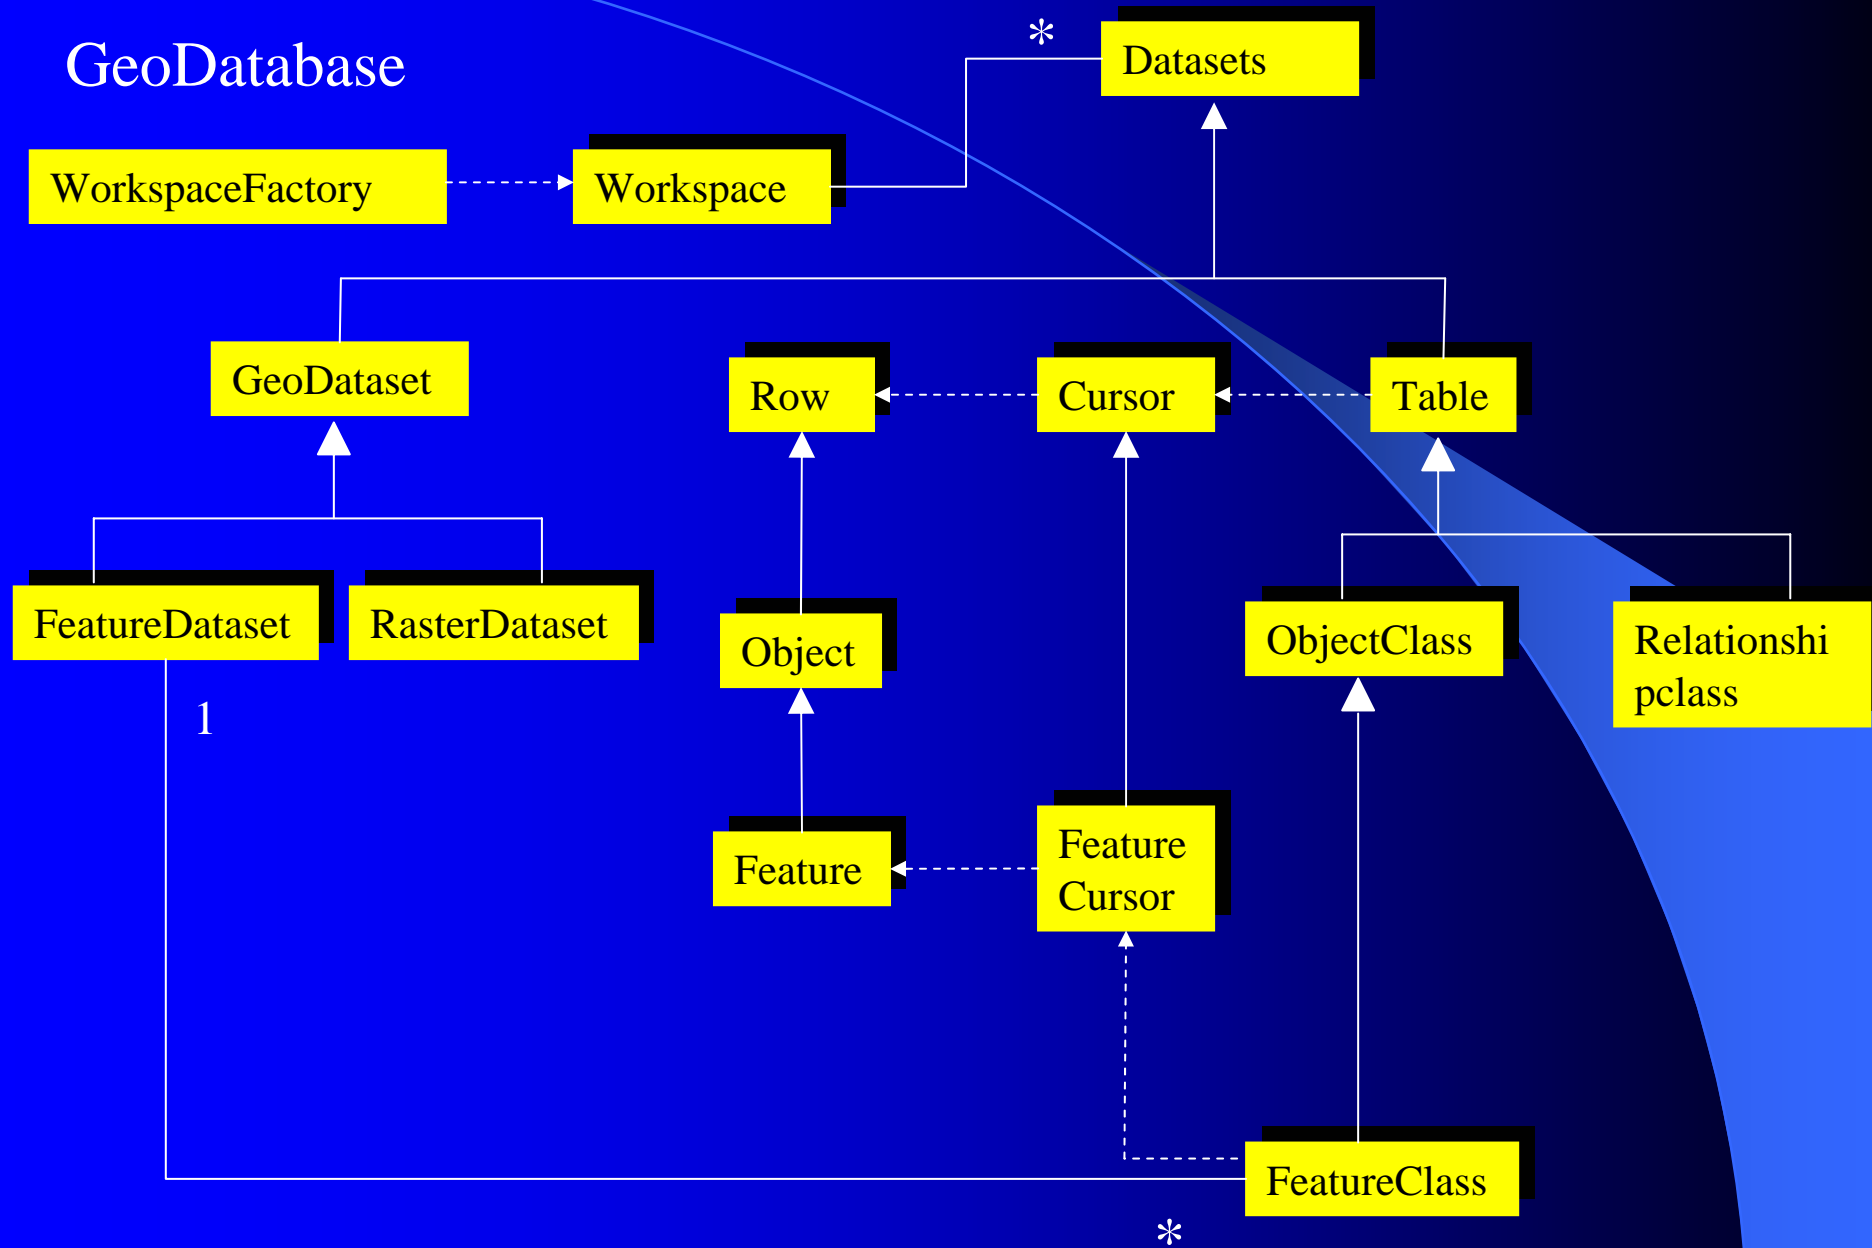 GeoDatabase
*
Datasets
WorkspaceFactory
Workspace
GeoDataset
Row
Cursor
Table
FeatureDataset
RasterDataset
Object
ObjectClass
Relationshi
pclass
1
Feature
Feature
Cursor
FeatureClass
*